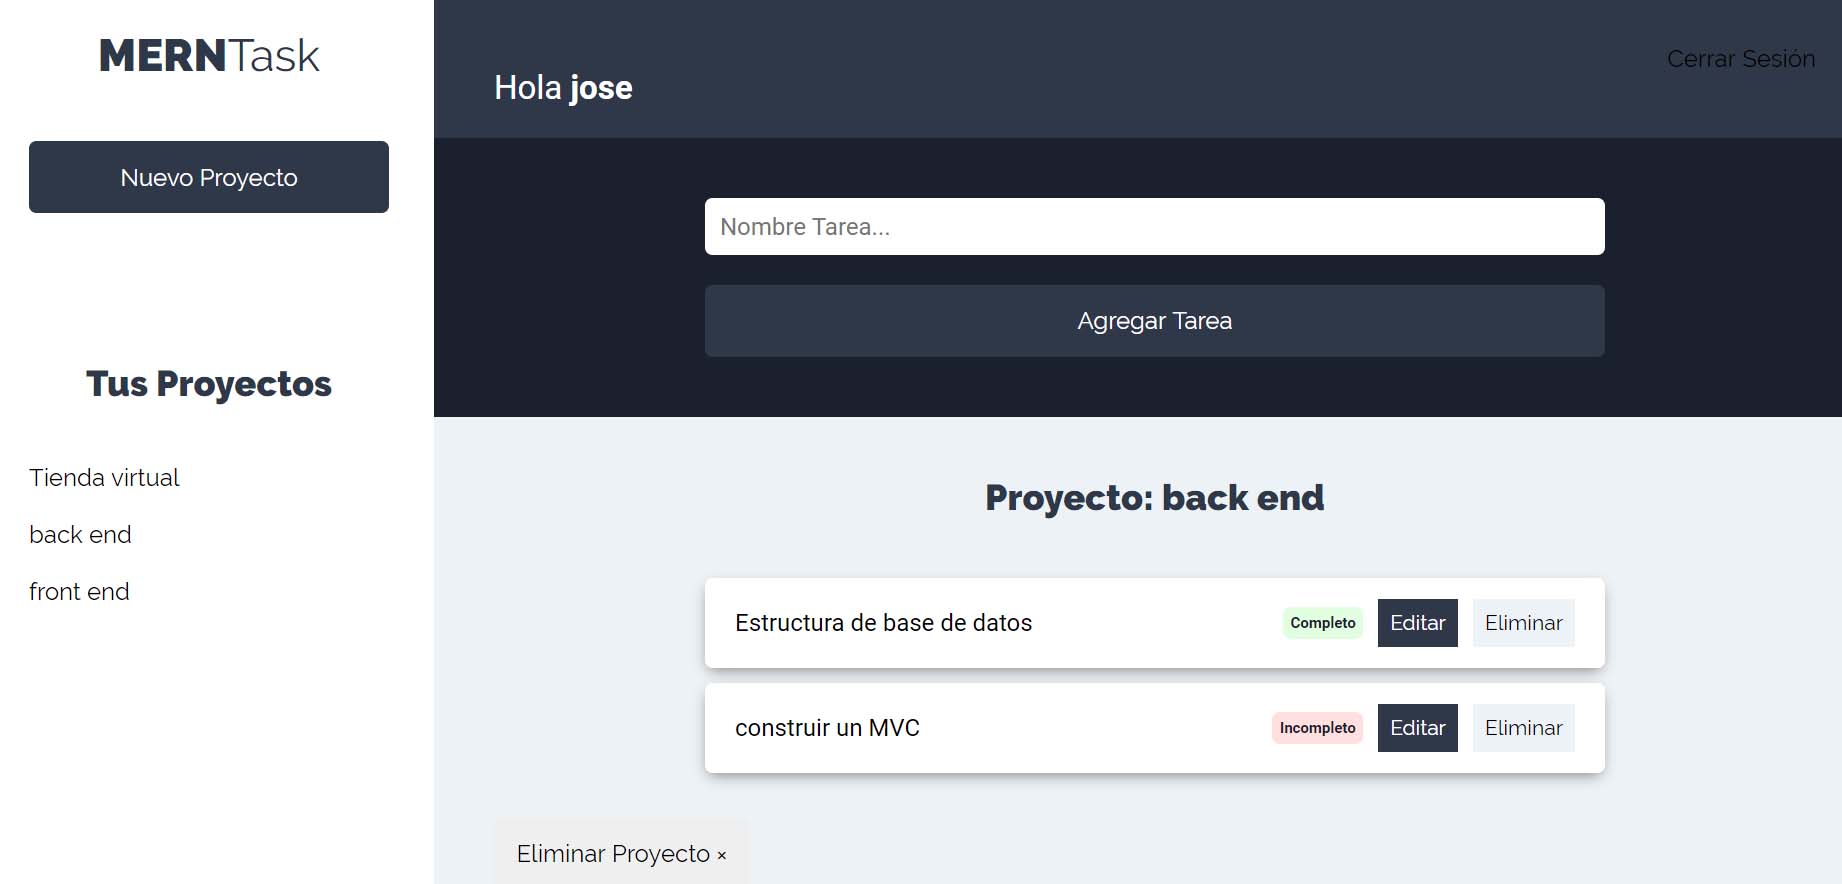 MERNTask
Nuevo Proyecto
Tus Proyectos
Tienda virtual
back end
front end
Hola jose
Cerrar Sesión
Nombre Tarea...
Agregar Tarea
Proyecto: back end
Estructura de base de datos Completo Editar Eliminar
construir un MVC Incompleto Editar Eliminar
Eliminar Proyecto ×